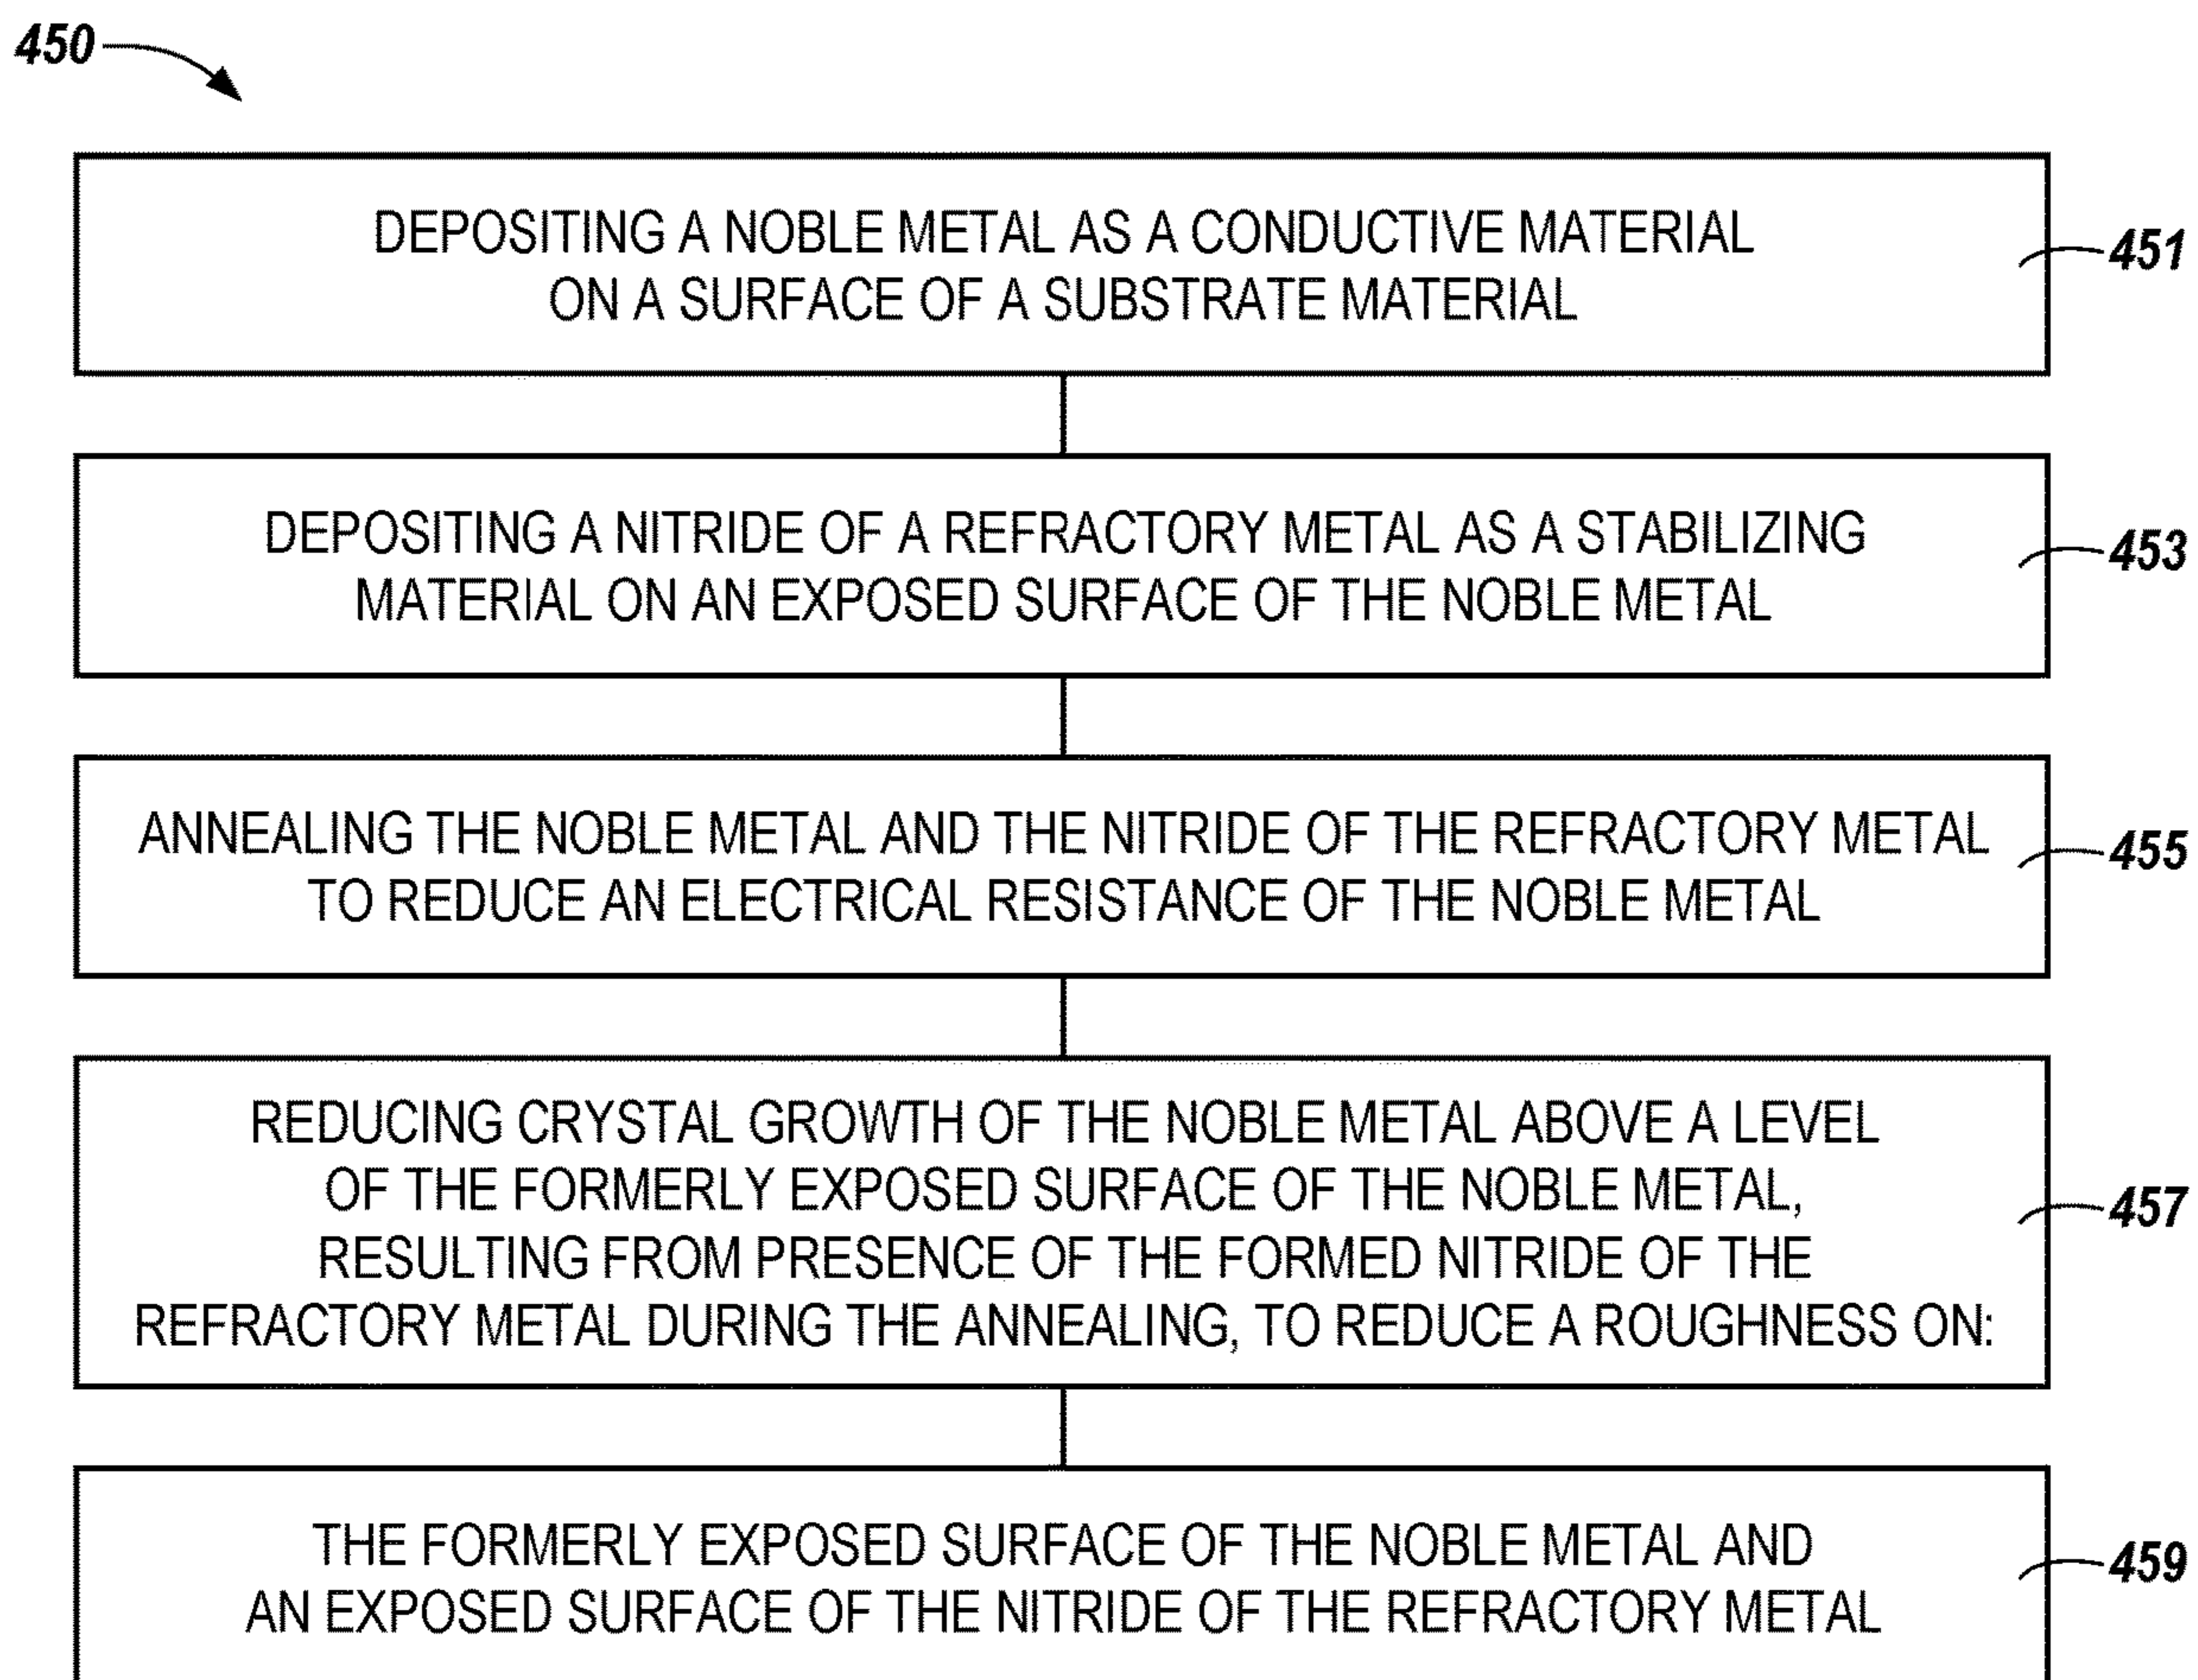 450
DEPOSITING A NOBLE METAL AS A CONDUCTIVE MATERIAL
ON A SURFACE OF A SUBSTRATE MATERIAL
451
DEPOSITING A NITRIDE OF A REFRACTORY METAL AS A STABILIZING
MATERIAL ON AN EXPOSED SURFACE OF THE NOBLE METAL
453
ANNEALING THE NOBLE METAL AND THE NITRIDE OF THE REFRACTORY METAL
TO REDUCE AN ELECTRICAL RESISTANCE OF THE NOBLE METAL
455
REDUCING CRYSTAL GROWTH OF THE NOBLE METAL ABOVE A LEVEL
OF THE FORMERLY EXPOSED SURFACE OF THE NOBLE METAL,
RESULTING FROM PRESENCE OF THE FORMED NITRIDE OF THE
REFRACTORY METAL DURING THE ANNEALING, TO REDUCE A ROUGHNESS ON:
457
THE FORMERLY EXPOSED SURFACE OF THE NOBLE METAL AND
AN EXPOSED SURFACE OF THE NITRIDE OF THE REFRACTORY METAL
459